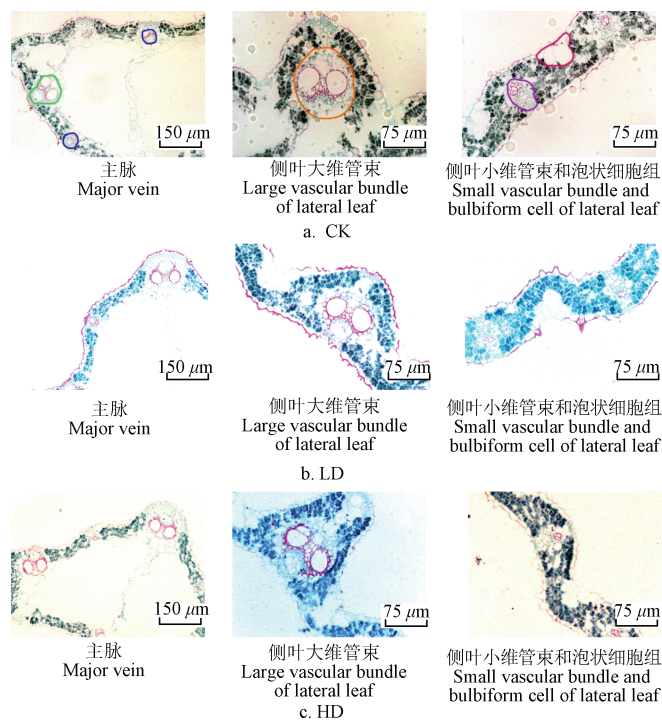 150 μm
75 μm
75 μm
主脉
Major vein
侧叶大维管束
Large vascular bundle
of lateral leaf
侧叶小维管束和泡状细胞组
Small vascular bundle and
bulbiform cell of lateral leaf
a. CK
150 μm
75 μm
75 μm
主脉
Major vein
侧叶大维管束
Large vascular bundle
of lateral leaf
侧叶小维管束和泡状细胞组
Small vascular bundle and
bulbiform cell of lateral leaf
b. LD
150 μm
75 μm
75 μm
主脉
Major vein
侧叶大维管束
Large vascular bundle
of lateral leaf
侧叶小维管束和泡状细胞组
Small vascular bundle and
bulbiform cell of lateral leaf
c. HD